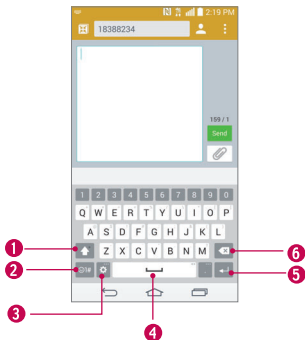 2:19 PM
18388234
159 / 1
Send
1 2 3 4 5 6 7 8 9 0
Q W E R T Y U I O P
A S D F G H J K L
1 Z X C V B N M 6
2 5
3
4